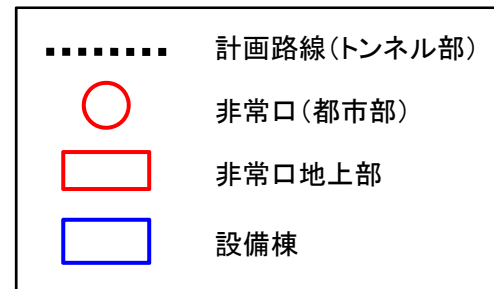 計画路線（トンネル部）
非常口（都市部）
非常口地上部
設備棟